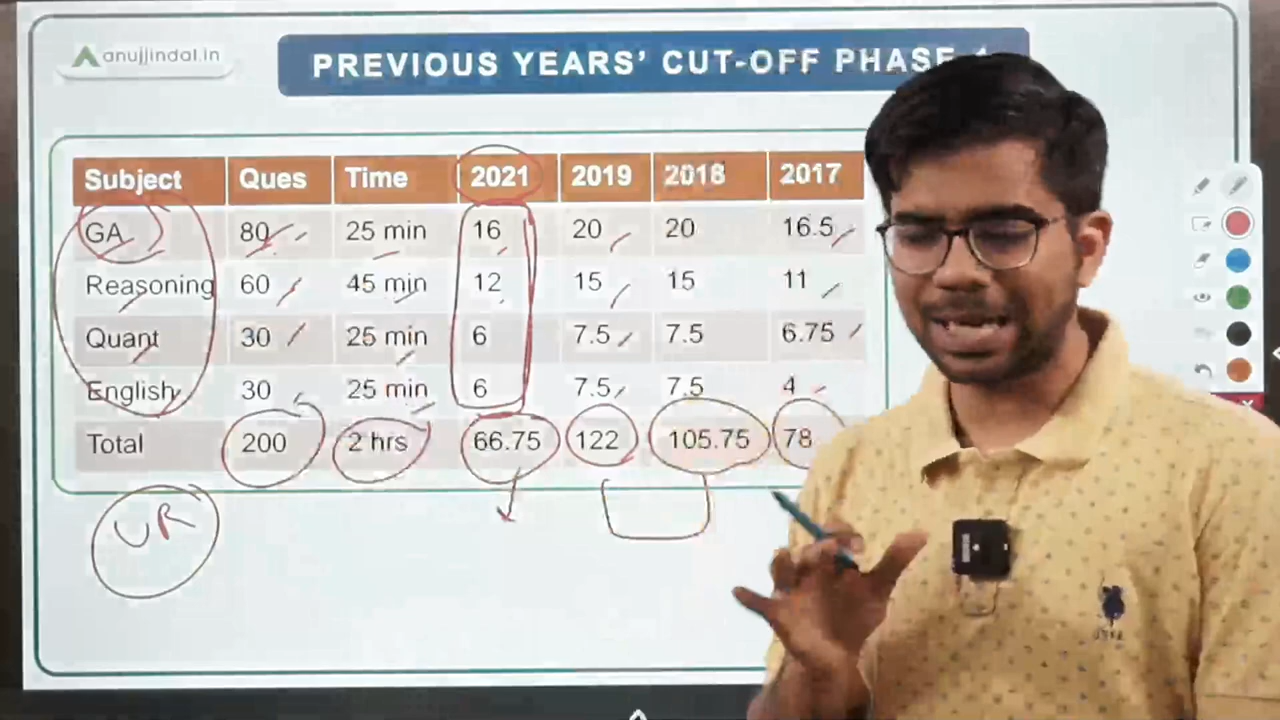 anujjindal.in
PREVIOUS YEARS' CUT-OFF PHASE
Subject Ques Time 2021 2019 2018 2017
GA 80 25 min 16 20 20 16.5
Reasoning 60 45 min 12 15 15 11
Quant 30 25 min 6 7.5 7.5 6.75
English 30 25 min 6 7.5 7.5 4
Total 200 2 hrs 66.75 122 105.75 78
UR